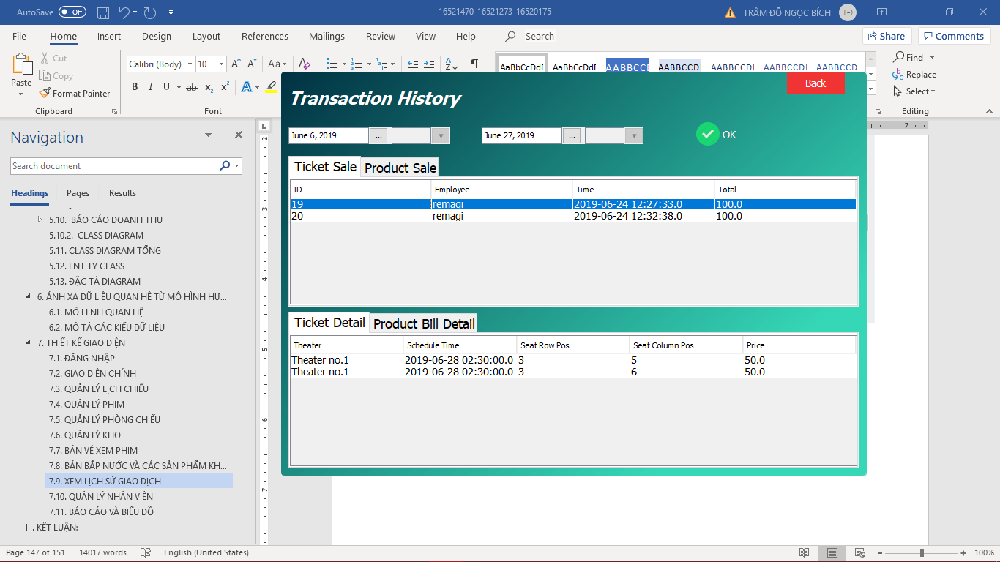 AutoSave Off 16521470-16521273-16520175 TRÂM ĐỖ NGỌC BÍCH TĐ
File Home Insert Design Layout References Mailings Review View Help Search Share Comments
Paste Cut Copy Format Painter
Calibri (Body) 10 Aa
B I U ab x₂ x² A
AaBbCcDdE AaBbCcDdE AABBCCI AABBCCDI AABBCCDI AABBCCDI AABBCCDI
Find Replace Select
Clipboard Font Editing
Navigation
Search document
Headings Pages Results
5.10. BÁO CÁO DOANH THU
5.10.2. CLASS DIAGRAM
5.11. CLASS DIAGRAM TỔNG
5.12. ENTITY CLASS
5.13. ĐẶC TẢ DIAGRAM
6. ÁNH XẠ DỮ LIỆU QUAN HỆ TỪ MÔ HÌNH HƯ...
6.1. MÔ HÌNH QUAN HỆ
6.2. MÔ TẢ CÁC KIỂU DỮ LIỆU
7. THIẾT KẾ GIAO DIỆN
7.1. ĐĂNG NHẬP
7.2. GIAO DIỆN CHÍNH
7.3. QUẢN LÝ LỊCH CHIẾU
7.4. QUẢN LÝ PHIM
7.5. QUẢN LÝ PHÒNG CHIẾU
7.6. QUẢN LÝ KHO
7.7. BÁN VÉ XEM PHIM
7.8. BÁN BẮP NƯỚC VÀ CÁC SẢN PHẨM KH...
7.9. XEM LỊCH SỬ GIAO DỊCH
7.10. QUẢN LÝ NHÂN VIÊN
7.11. BÁO CÁO VÀ BIỂU ĐỒ
III. KẾT LUẬN:
Transaction History Back
June 6, 2019 ... June 27, 2019 ... OK
Ticket Sale Product Sale
ID Employee Time Total
19 remagi 2019-06-24 12:27:33.0 100.0
20 remagi 2019-06-24 12:32:38.0 100.0
Ticket Detail Product Bill Detail
Theater Schedule Time Seat Row Pos Seat Column Pos Price
Theater no.1 2019-06-28 02:30:00.0 3 5 50.0
Theater no.1 2019-06-28 02:30:00.0 3 6 50.0
7
2
3
4
5
6
7
Page 147 of 151 14017 words English (United States) 100%